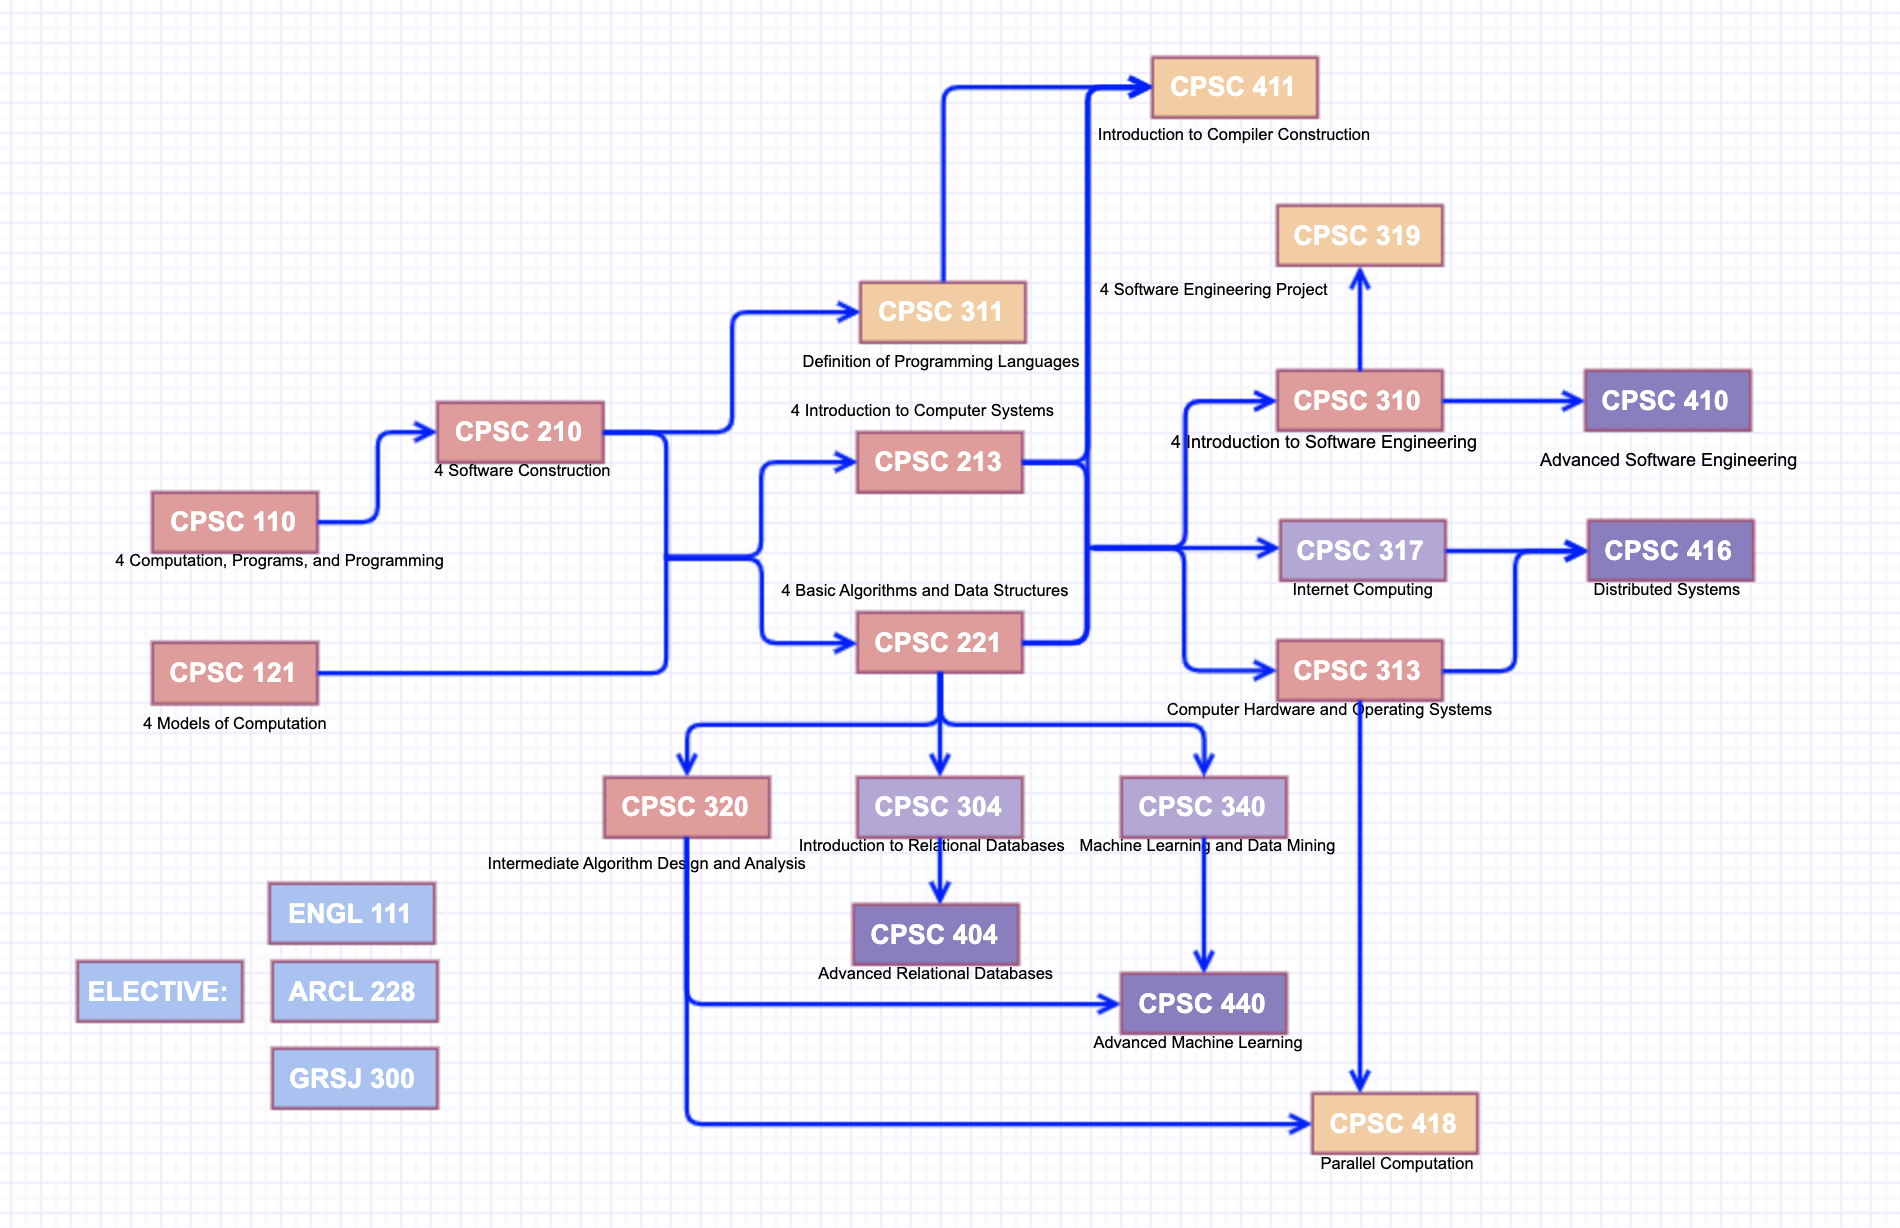 CPSC 411
Introduction to Compiler Construction
CPSC 319
4 Software Engineering Project
CPSC 311
Definition of Programming Languages
CPSC 310
4 Introduction to Software Engineering
CPSC 410
Advanced Software Engineering
CPSC 210
4 Software Construction
4 Introduction to Computer Systems
CPSC 213
CPSC 110
4 Computation, Programs, and Programming
CPSC 317
Internet Computing
CPSC 416
Distributed Systems
4 Basic Algorithms and Data Structures
CPSC 221
CPSC 121
4 Models of Computation
CPSC 313
Computer Hardware and Operating Systems
CPSC 320
Intermediate Algorithm Design and Analysis
CPSC 304
Introduction to Relational Databases
CPSC 340
Machine Learning and Data Mining
CPSC 404
Advanced Relational Databases
CPSC 440
Advanced Machine Learning
ENGL 111
ELECTIVE:
ARCL 228
GRSJ 300
CPSC 418
Parallel Computation